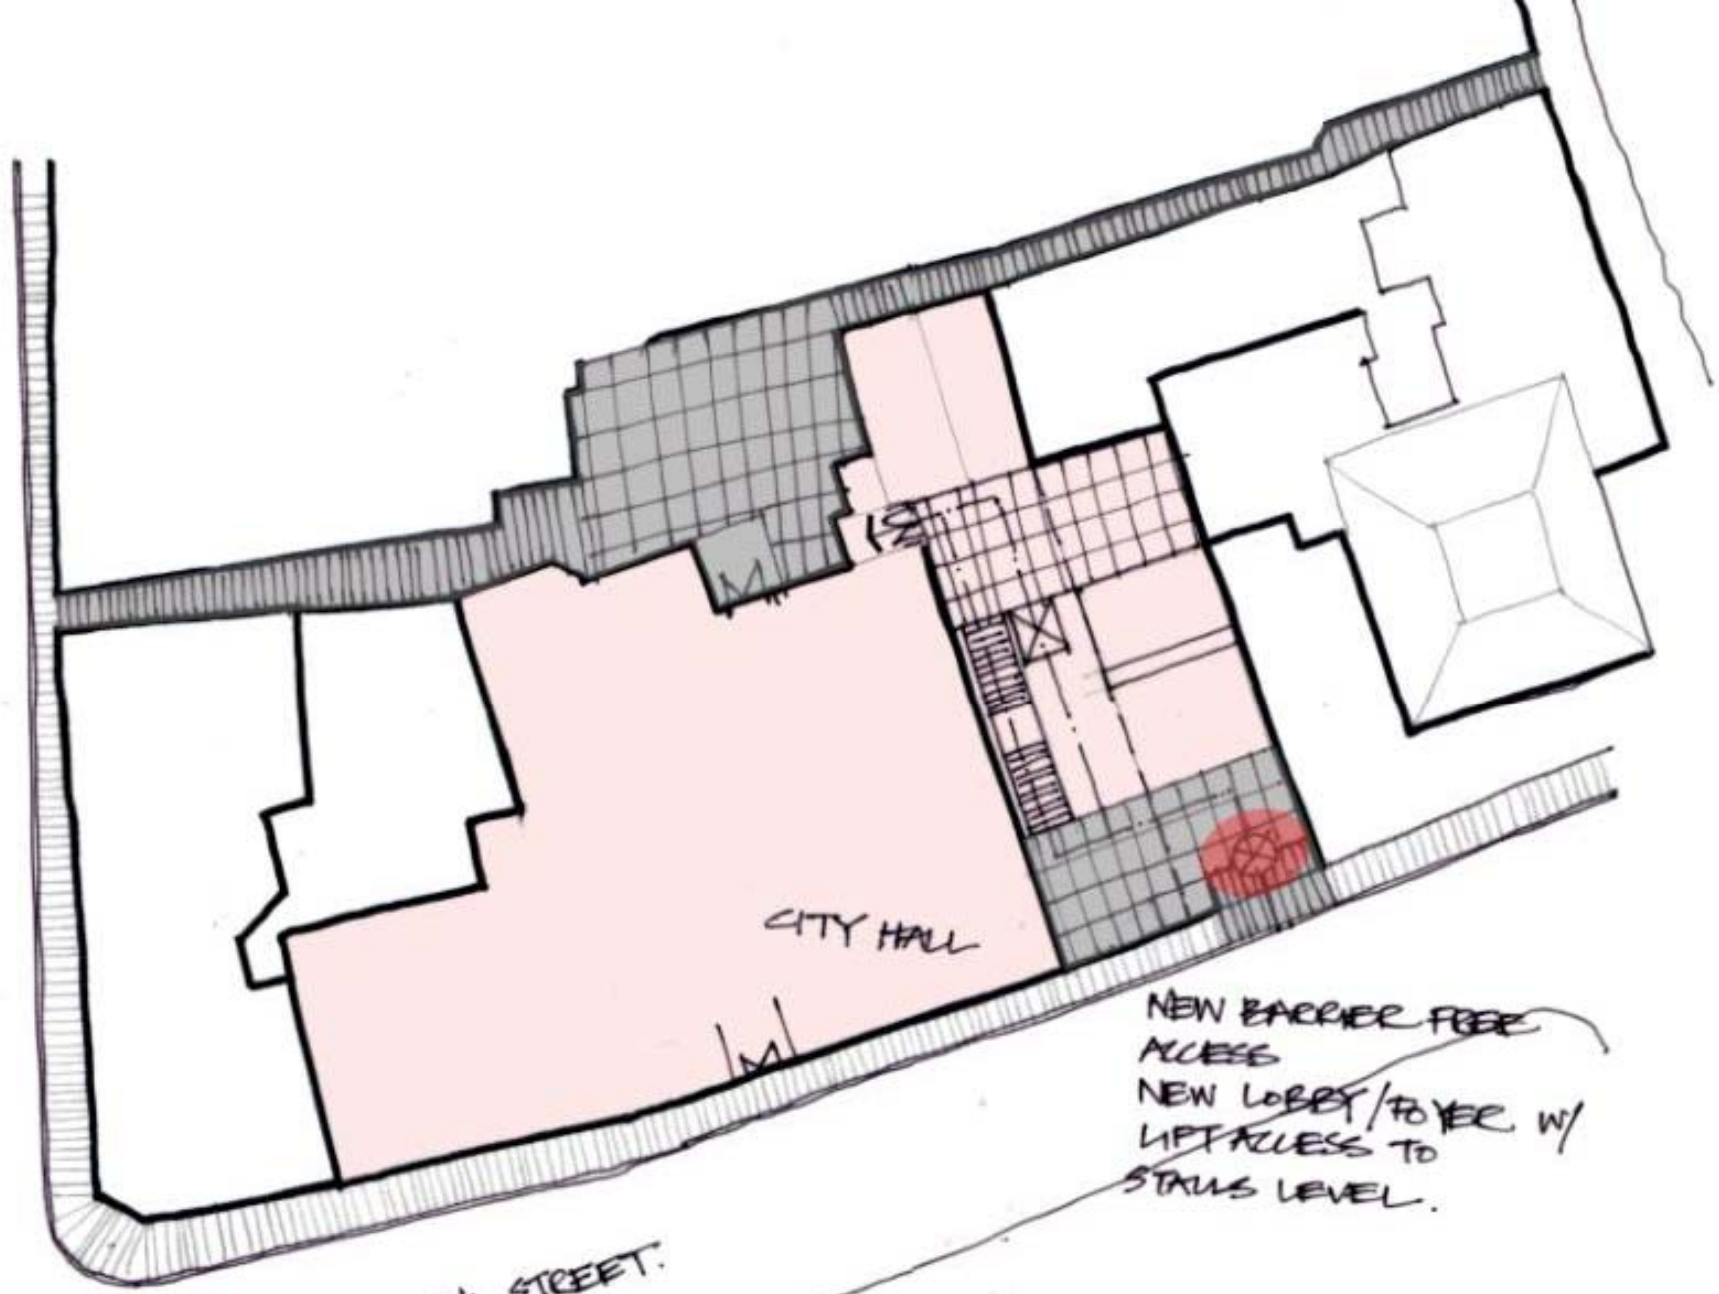 CITY HALL
NEW BARRIER FREE
ACCESS
NEW LOBBY/FOYER W/
LIFT ACCESS TO
STALLS LEVEL.
STREET.